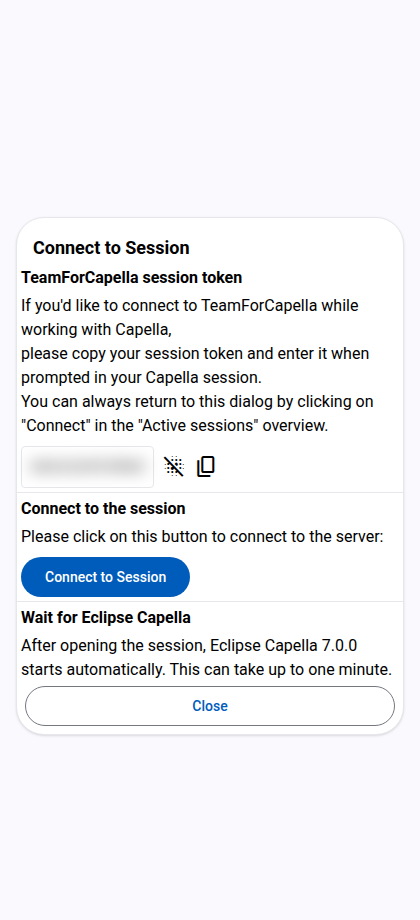 Connect to Session
TeamForCapella session token
If you'd like to connect to TeamForCapella while
working with Capella,
please copy your session token and enter it when
prompted in your Capella session.
You can always return to this dialog by clicking on
"Connect" in the "Active sessions" overview.
Connect to the session
Please click on this button to connect to the server:
Connect to Session
Wait for Eclipse Capella
After opening the session, Eclipse Capella 7.0.0
starts automatically. This can take up to one minute.
Close